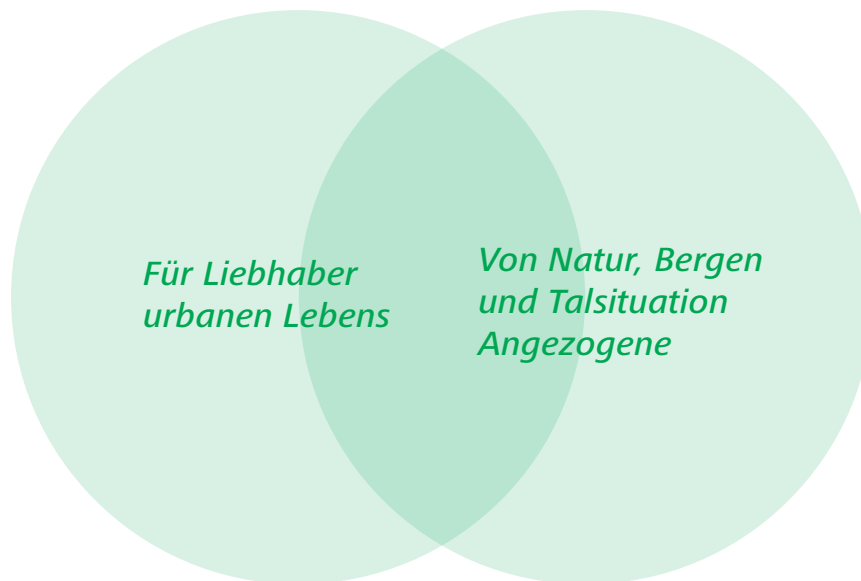 Für Liebhaber
urbanen Lebens
Von Natur, Bergen
und Talsituation
Angezogene